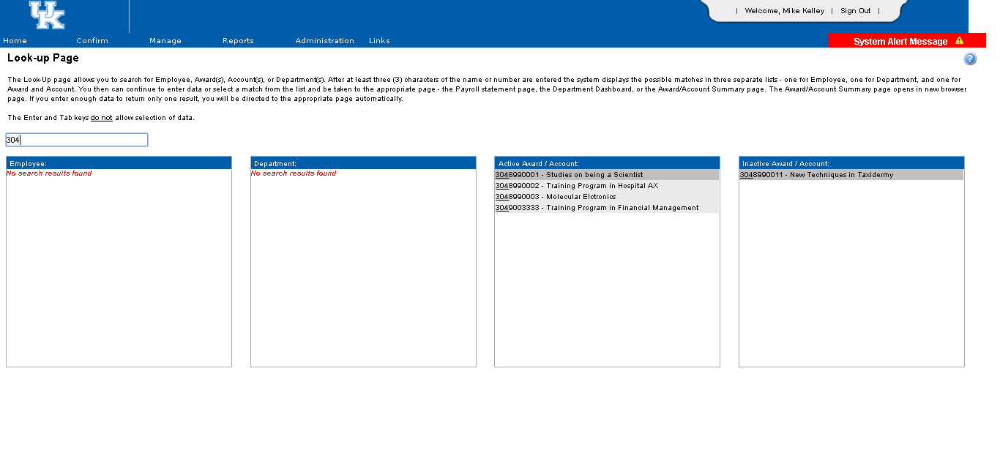 UK
| Welcome, Mike Kelley | Sign Out |
Home Confirm Manage Reports Administration Links
System Alert Message
Look-up Page
?
The Look-Up page allows you to search for Employee, Award(s), Account(s), or Department(s). After at least three (3) characters of the name or number are entered the system displays the possible matches in three separate lists - one for Employee, one for Department, and one for
Award and Account. You then can continue to enter data or select a match from the list and be taken to the appropriate page - the Payroll statement page, the Department Dashboard, or the Award/Account Summary page. The Award/Account Summary page opens in new browser
page. If you enter enough data to return only one result, you will be directed to the appropriate page automatically.
The Enter and Tab keys do not allow selection of data.
304
Employee:
No search results found
Department:
No search results found
Active Award / Account:
3048990001 - Studies on being a Scientist
3048990002 - Training Program in Hospital AX
3048990003 - Molecular Elctronics
3049003333 - Training Program in Financial Management
Inactive Award / Account:
3048990011 - New Techniques in Taxidermy